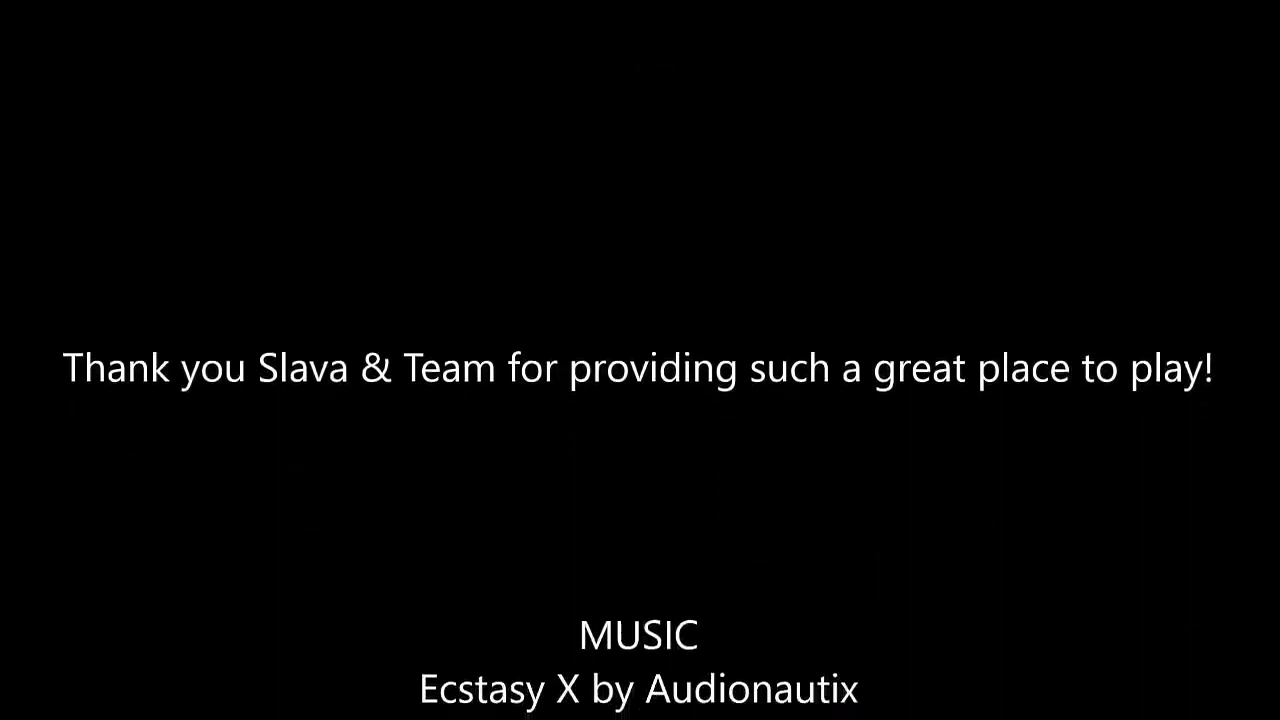 Thank you Slava & Team for providing such a great place to play!
MUSIC
Ecstasy X by Audionautix